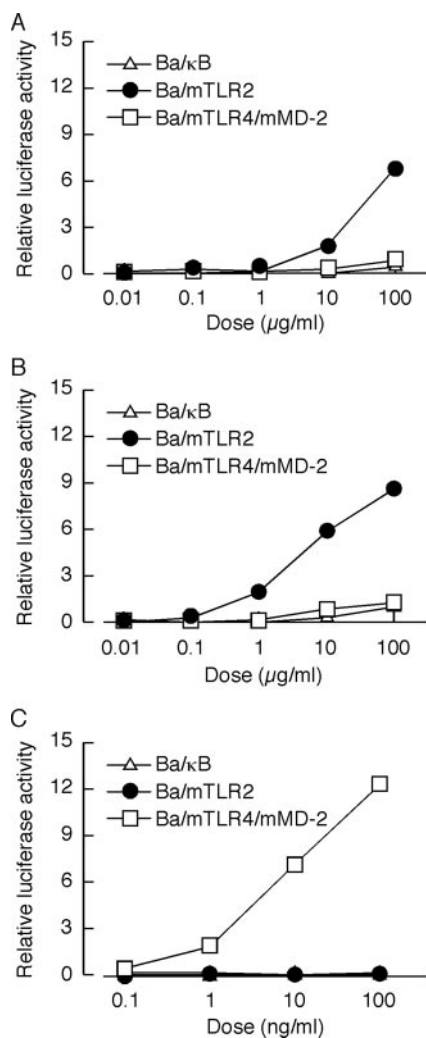 A
Relative luciferase activity
15
12
9
6
3
0
Ba/κB
Ba/mTLR2
Ba/mTLR4/mMD-2
0.01 0.1 1 10 100
Dose (µg/ml)
B
Relative luciferase activity
15
12
9
6
3
0
Ba/κB
Ba/mTLR2
Ba/mTLR4/mMD-2
0.01 0.1 1 10 100
Dose (µg/ml)
C
Relative luciferase activity
15
12
9
6
3
0
Ba/κB
Ba/mTLR2
Ba/mTLR4/mMD-2
0.1 1 10 100
Dose (ng/ml)